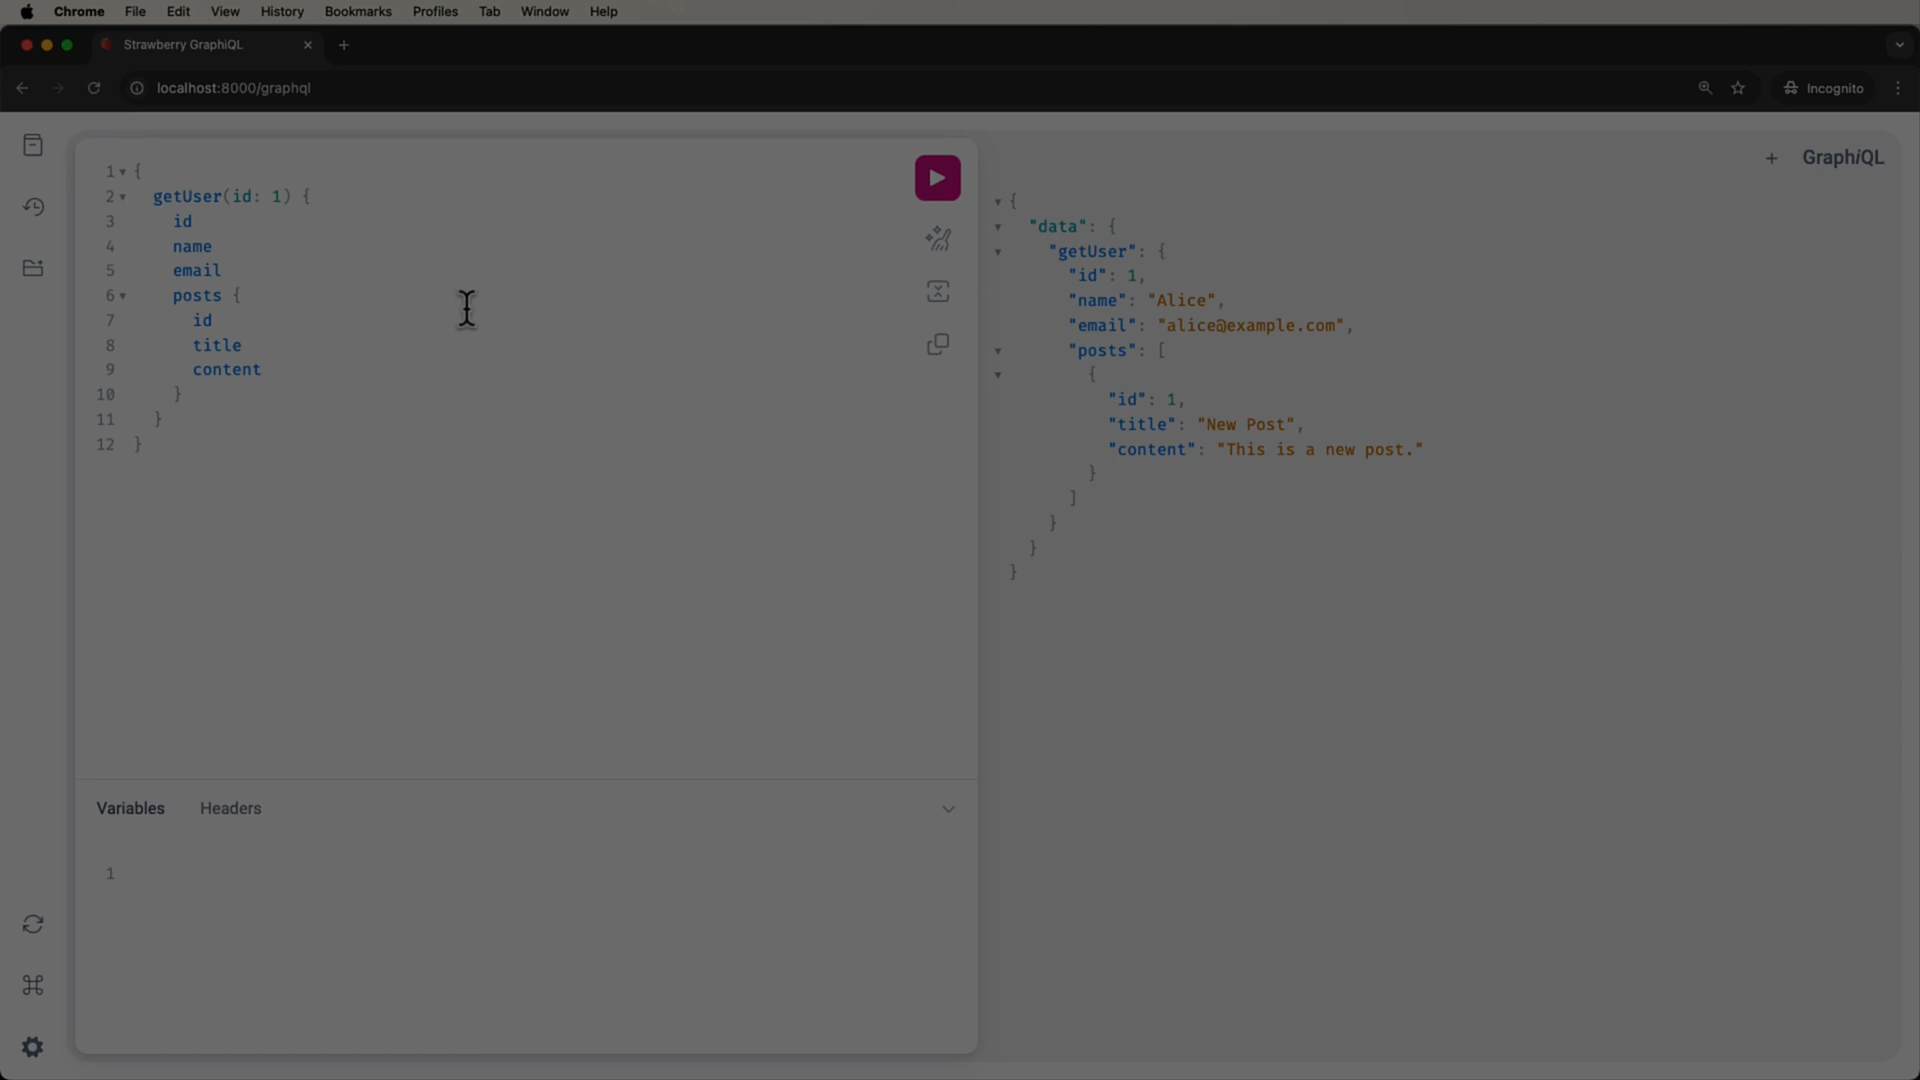 Chrome File Edit View History Bookmarks Profiles Tab Window Help
Strawberry GraphiQL
localhost:8000/graphql
Incognito
GraphiQL
1 {
2 getUser(id: 1) {
3 id
4 name
5 email
6 posts {
7 id
8 title
9 content
10 }
11 }
12 }
{
"data": {
"getUser": {
"id": 1,
"name": "Alice",
"email": "alice@example.com",
"posts": [
{
"id": 1,
"title": "New Post",
"content": "This is a new post."
}
]
}
}
}
Variables Headers
1